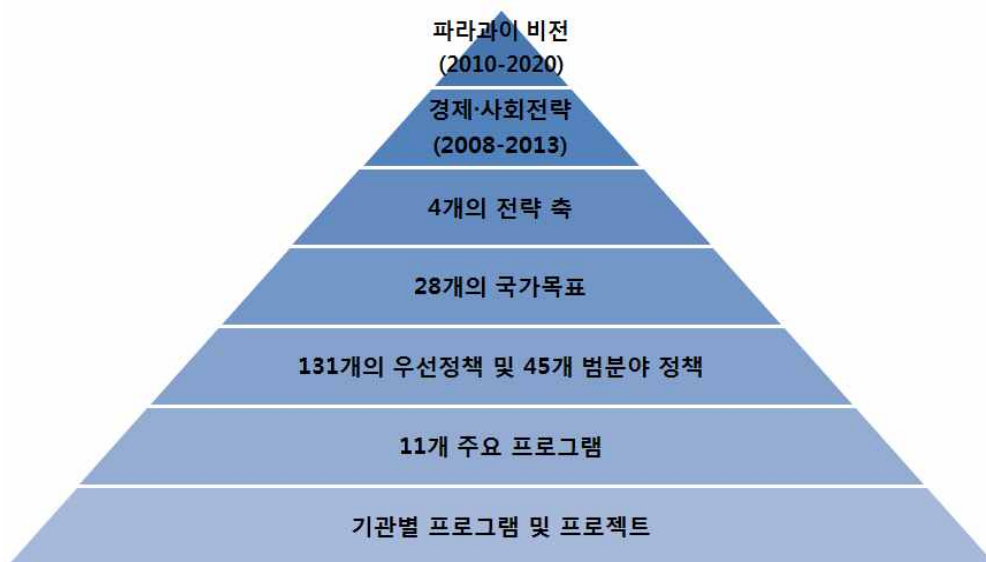 파라과이 비전
(2010-2020)
경제·사회전략
(2008-2013)
4개의 전략 축
28개의 국가목표
131개의 우선정책 및 45개 범분야 정책
11개 주요 프로그램
기관별 프로그램 및 프로젝트